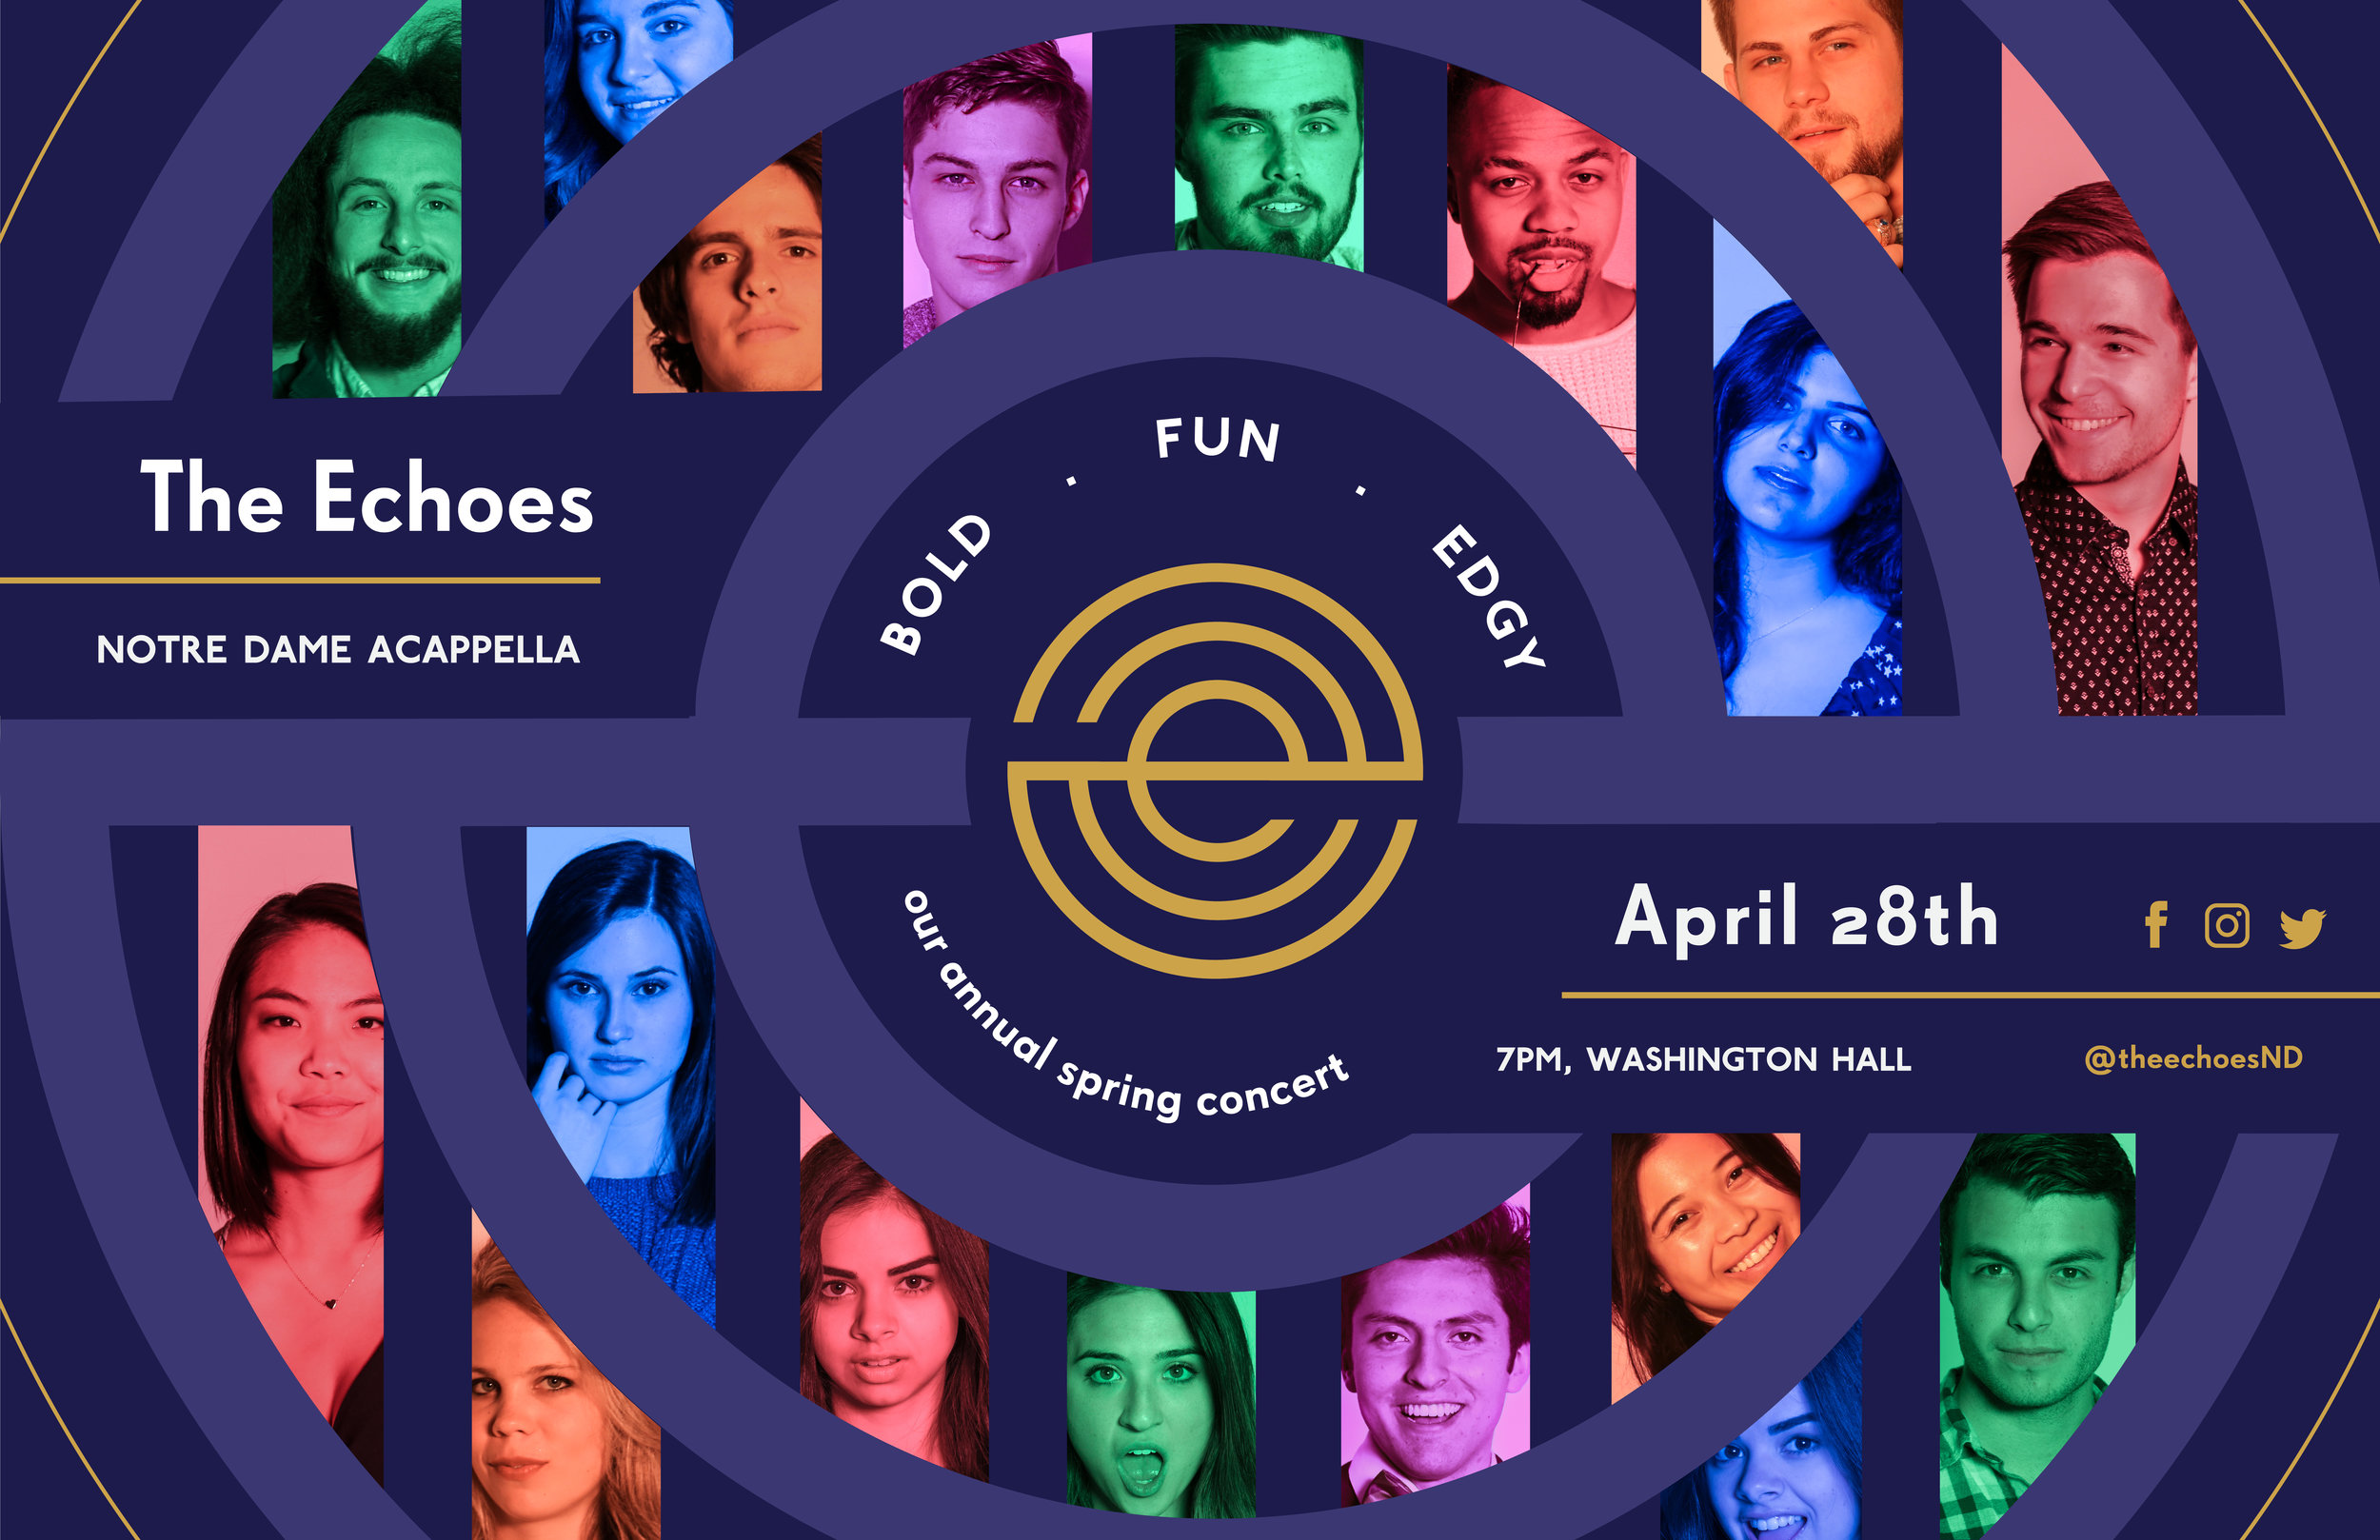 The Echoes
NOTRE DAME ACAPPELLA
BOLD · FUN · EDGY
our annual spring concert
April 28th
7PM, WASHINGTON HALL
@theechoesND